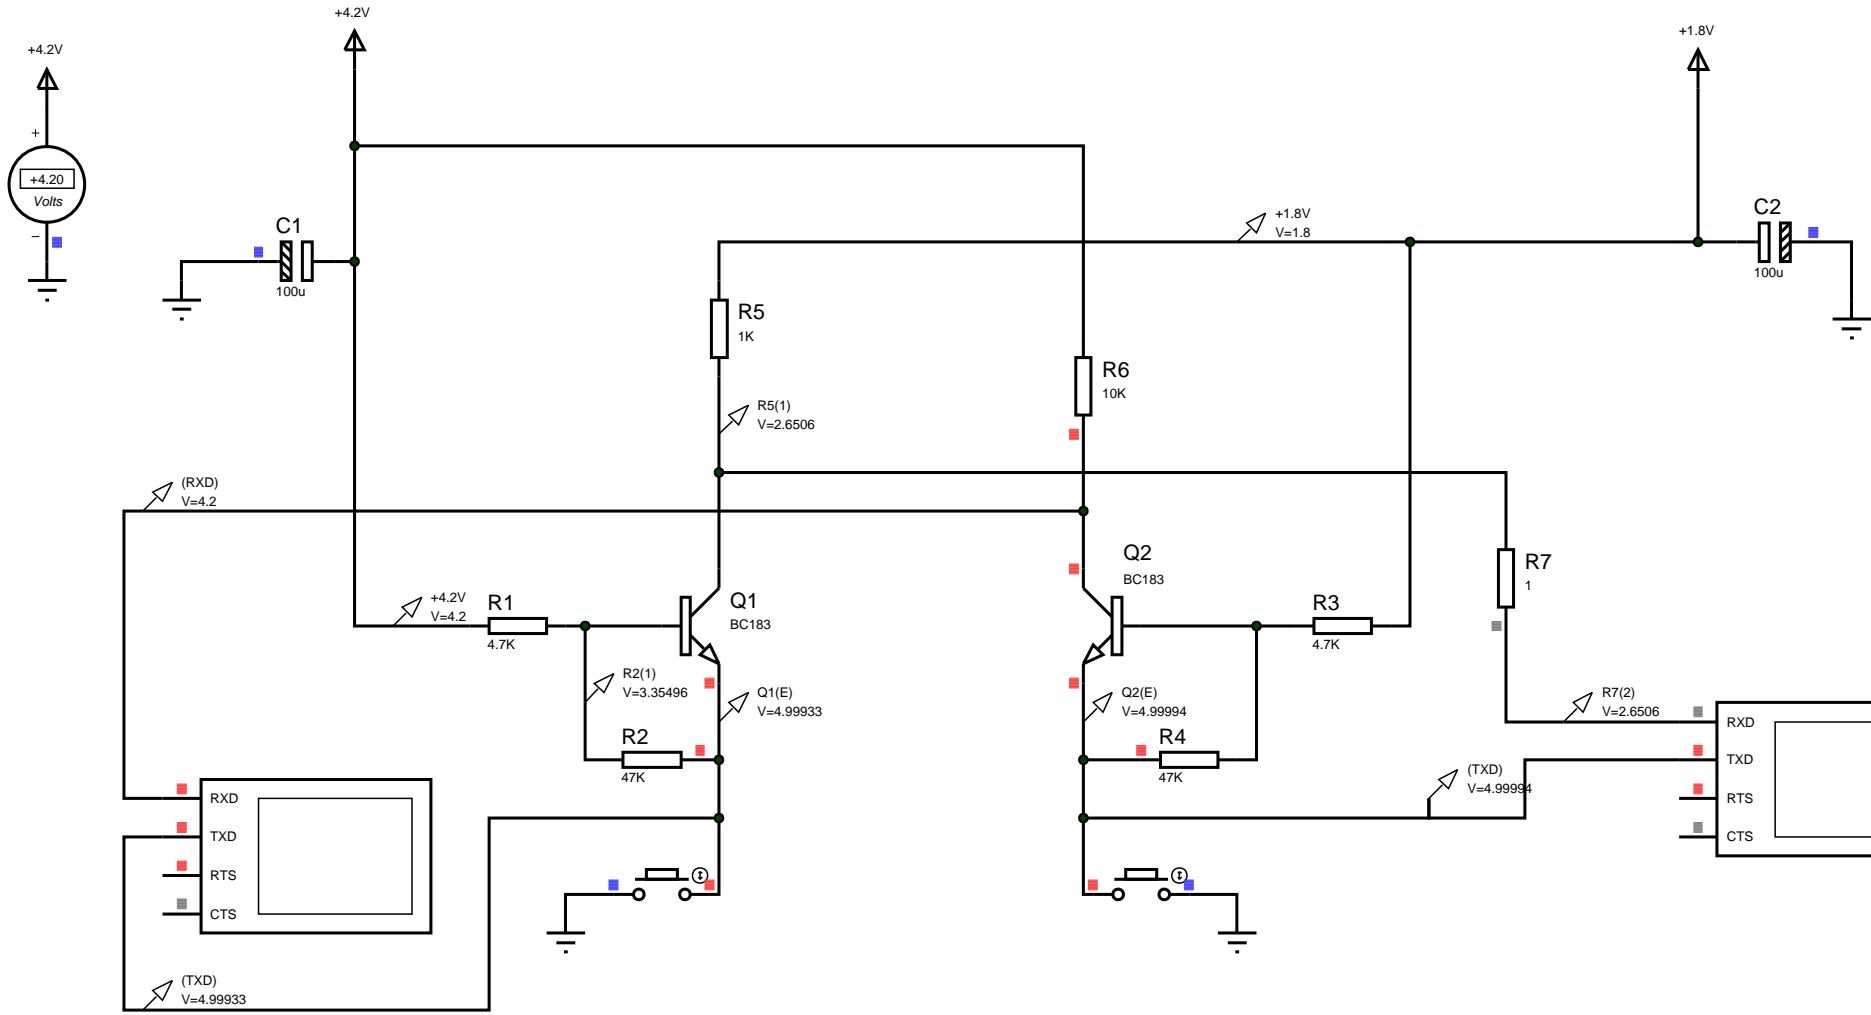 +4.2V
+4.2V
+1.8V
+
+4.20
Volts
−
C1
100u
+1.8V
V=1.8
C2
100u
R5
1K
R6
10K
R5(1)
V=2.6506
(RXD)
V=4.2
Q2
BC183
R7
1
+4.2V
V=4.2
R1
4.7K
Q1
BC183
R3
4.7K
R2(1)
V=3.35496
Q1(E)
V=4.99933
Q2(E)
V=4.99994
R7(2)
V=2.6506
R2
47K
R4
47K
(TXD)
V=4.99994
RXD
TXD
RTS
CTS
RXD
TXD
RTS
CTS
(TXD)
V=4.99933